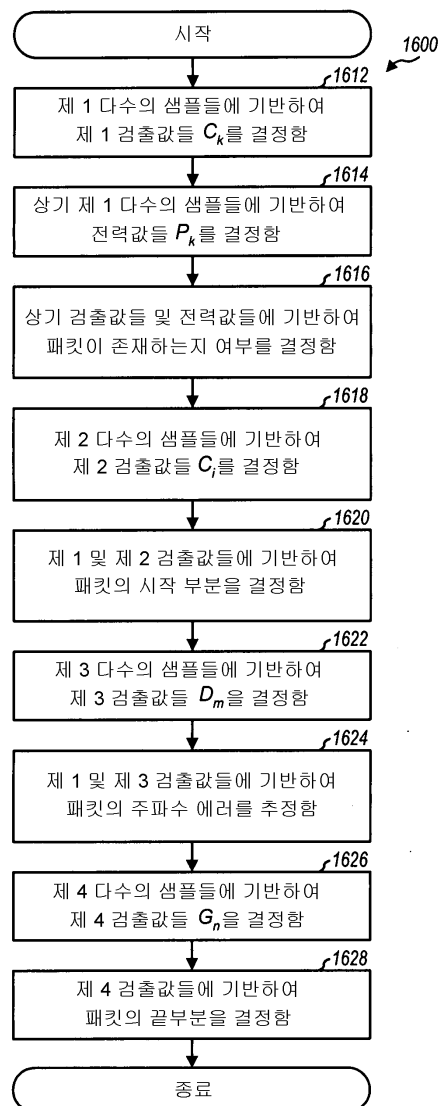 시작
1600
1612
제 1 다수의 샘플들에 기반하여
제 1 검출값들 Ck를 결정함
1614
상기 제 1 다수의 샘플들에 기반하여
전력값들 Pk를 결정함
1616
상기 검출값들 및 전력값들에 기반하여
패킷이 존재하는지 여부를 결정함
1618
제 2 다수의 샘플들에 기반하여
제 2 검출값들 Ci를 결정함
1620
제 1 및 제 2 검출값들에 기반하여
패킷의 시작 부분을 결정함
1622
제 3 다수의 샘플들에 기반하여
제 3 검출값들 Dm을 결정함
1624
제 1 및 제 3 검출값들에 기반하여
패킷의 주파수 에러를 추정함
1626
제 4 다수의 샘플들에 기반하여
제 4 검출값들 Gn을 결정함
1628
제 4 검출값들에 기반하여
패킷의 끝부분을 결정함
종료